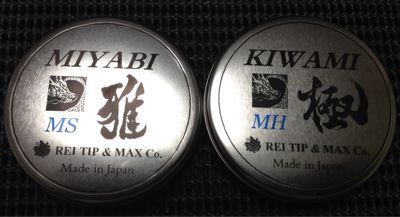 MIYABI
MS 雅
REI TIP & MAX Co.
Made in Japan
KIWAMI
MH 極
REI TIP & MAX Co.
Made in Japan